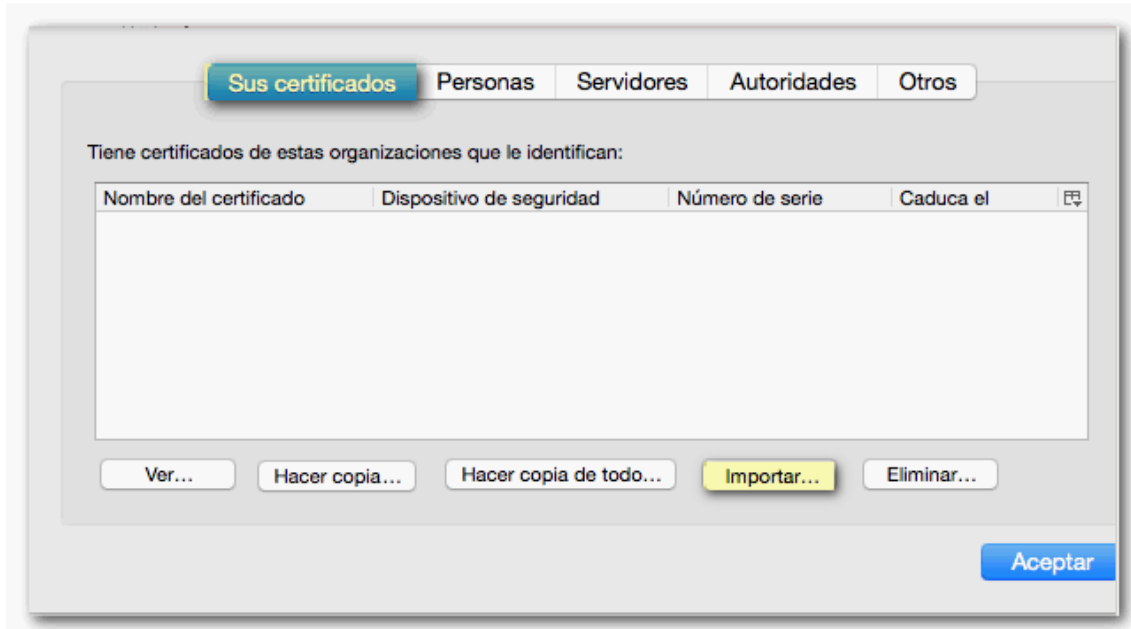 Sus certificados Personas Servidores Autoridades Otros
Tiene certificados de estas organizaciones que le identifican:
Nombre del certificado Dispositivo de seguridad Número de serie Caduca el
Ver... Hacer copia... Hacer copia de todo... Importar... Eliminar...
Aceptar